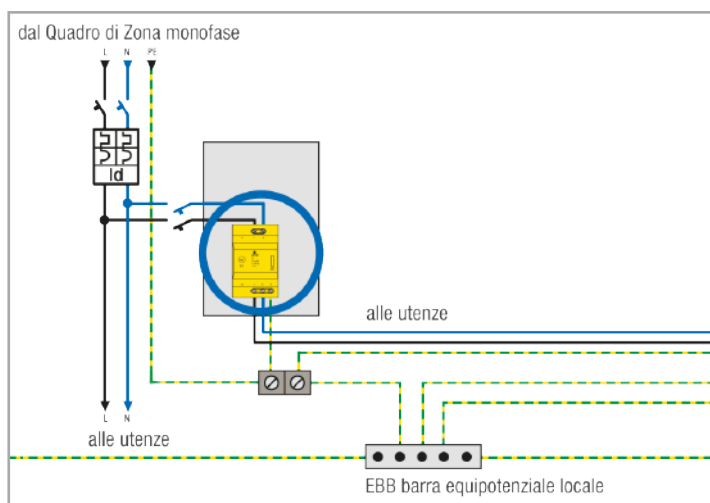 dal Quadro di Zona monofase
L N PE
Id
alle utenze
L N
alle utenze
EBB barra equipotenziale locale